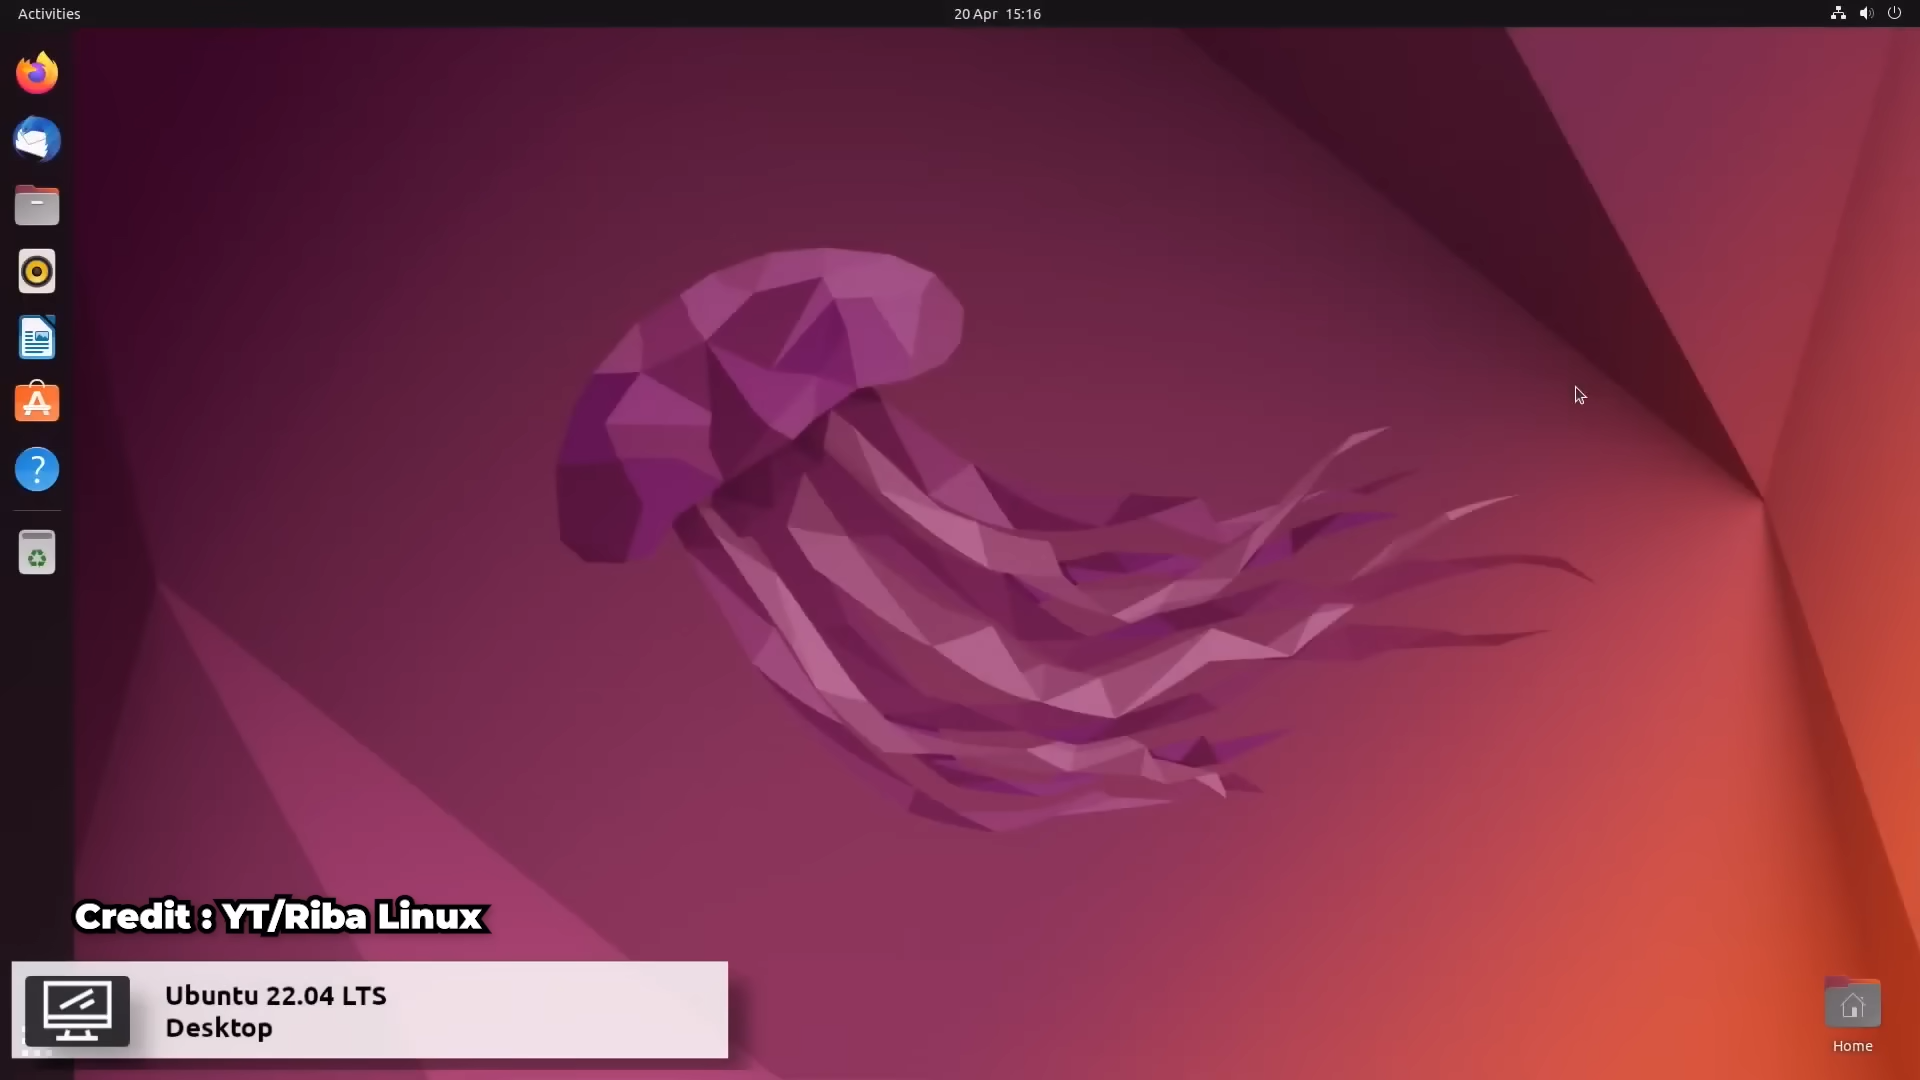 Activities
20 Apr 15:16
Credit : YT/Riba Linux
Ubuntu 22.04 LTS
Desktop
Home